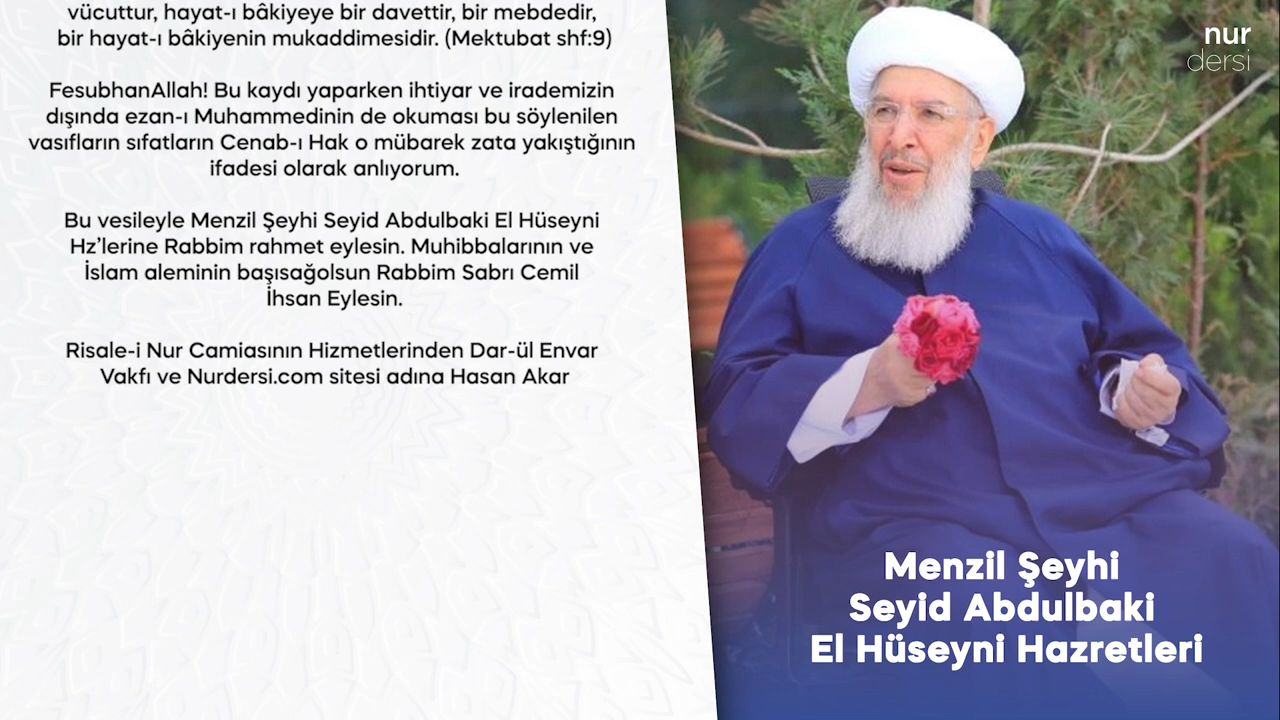 vücuttur, hayat-ı bâkiyeye bir davettir, bir mebdedir,
bir hayat-ı bâkiyenin mukaddimesidir. (Mektubat shf:9)
FesubhanAllah! Bu kaydı yaparken ihtiyar ve irademizin
dışında ezan-ı Muhammedinin de okuması bu söylenilen
vasıfların sıfatların Cenab-ı Hak o mübarek zata yakıştığının
ifadesi olarak anlıyorum.
Bu vesileyle Menzil Şeyhi Seyid Abdulbaki El Hüseyni
Hz’lerine Rabbim rahmet eylesin. Muhibbalarının ve
İslam aleminin başısağolsun Rabbim Sabrı Cemil
İhsan Eylesin.
Risale-i Nur Camiasının Hizmetlerinden Dar-ül Envar
Vakfı ve Nurdersi.com sitesi adına Hasan Akar
nur
dersi
Menzil Şeyhi
Seyid Abdulbaki
El Hüseyni Hazretleri